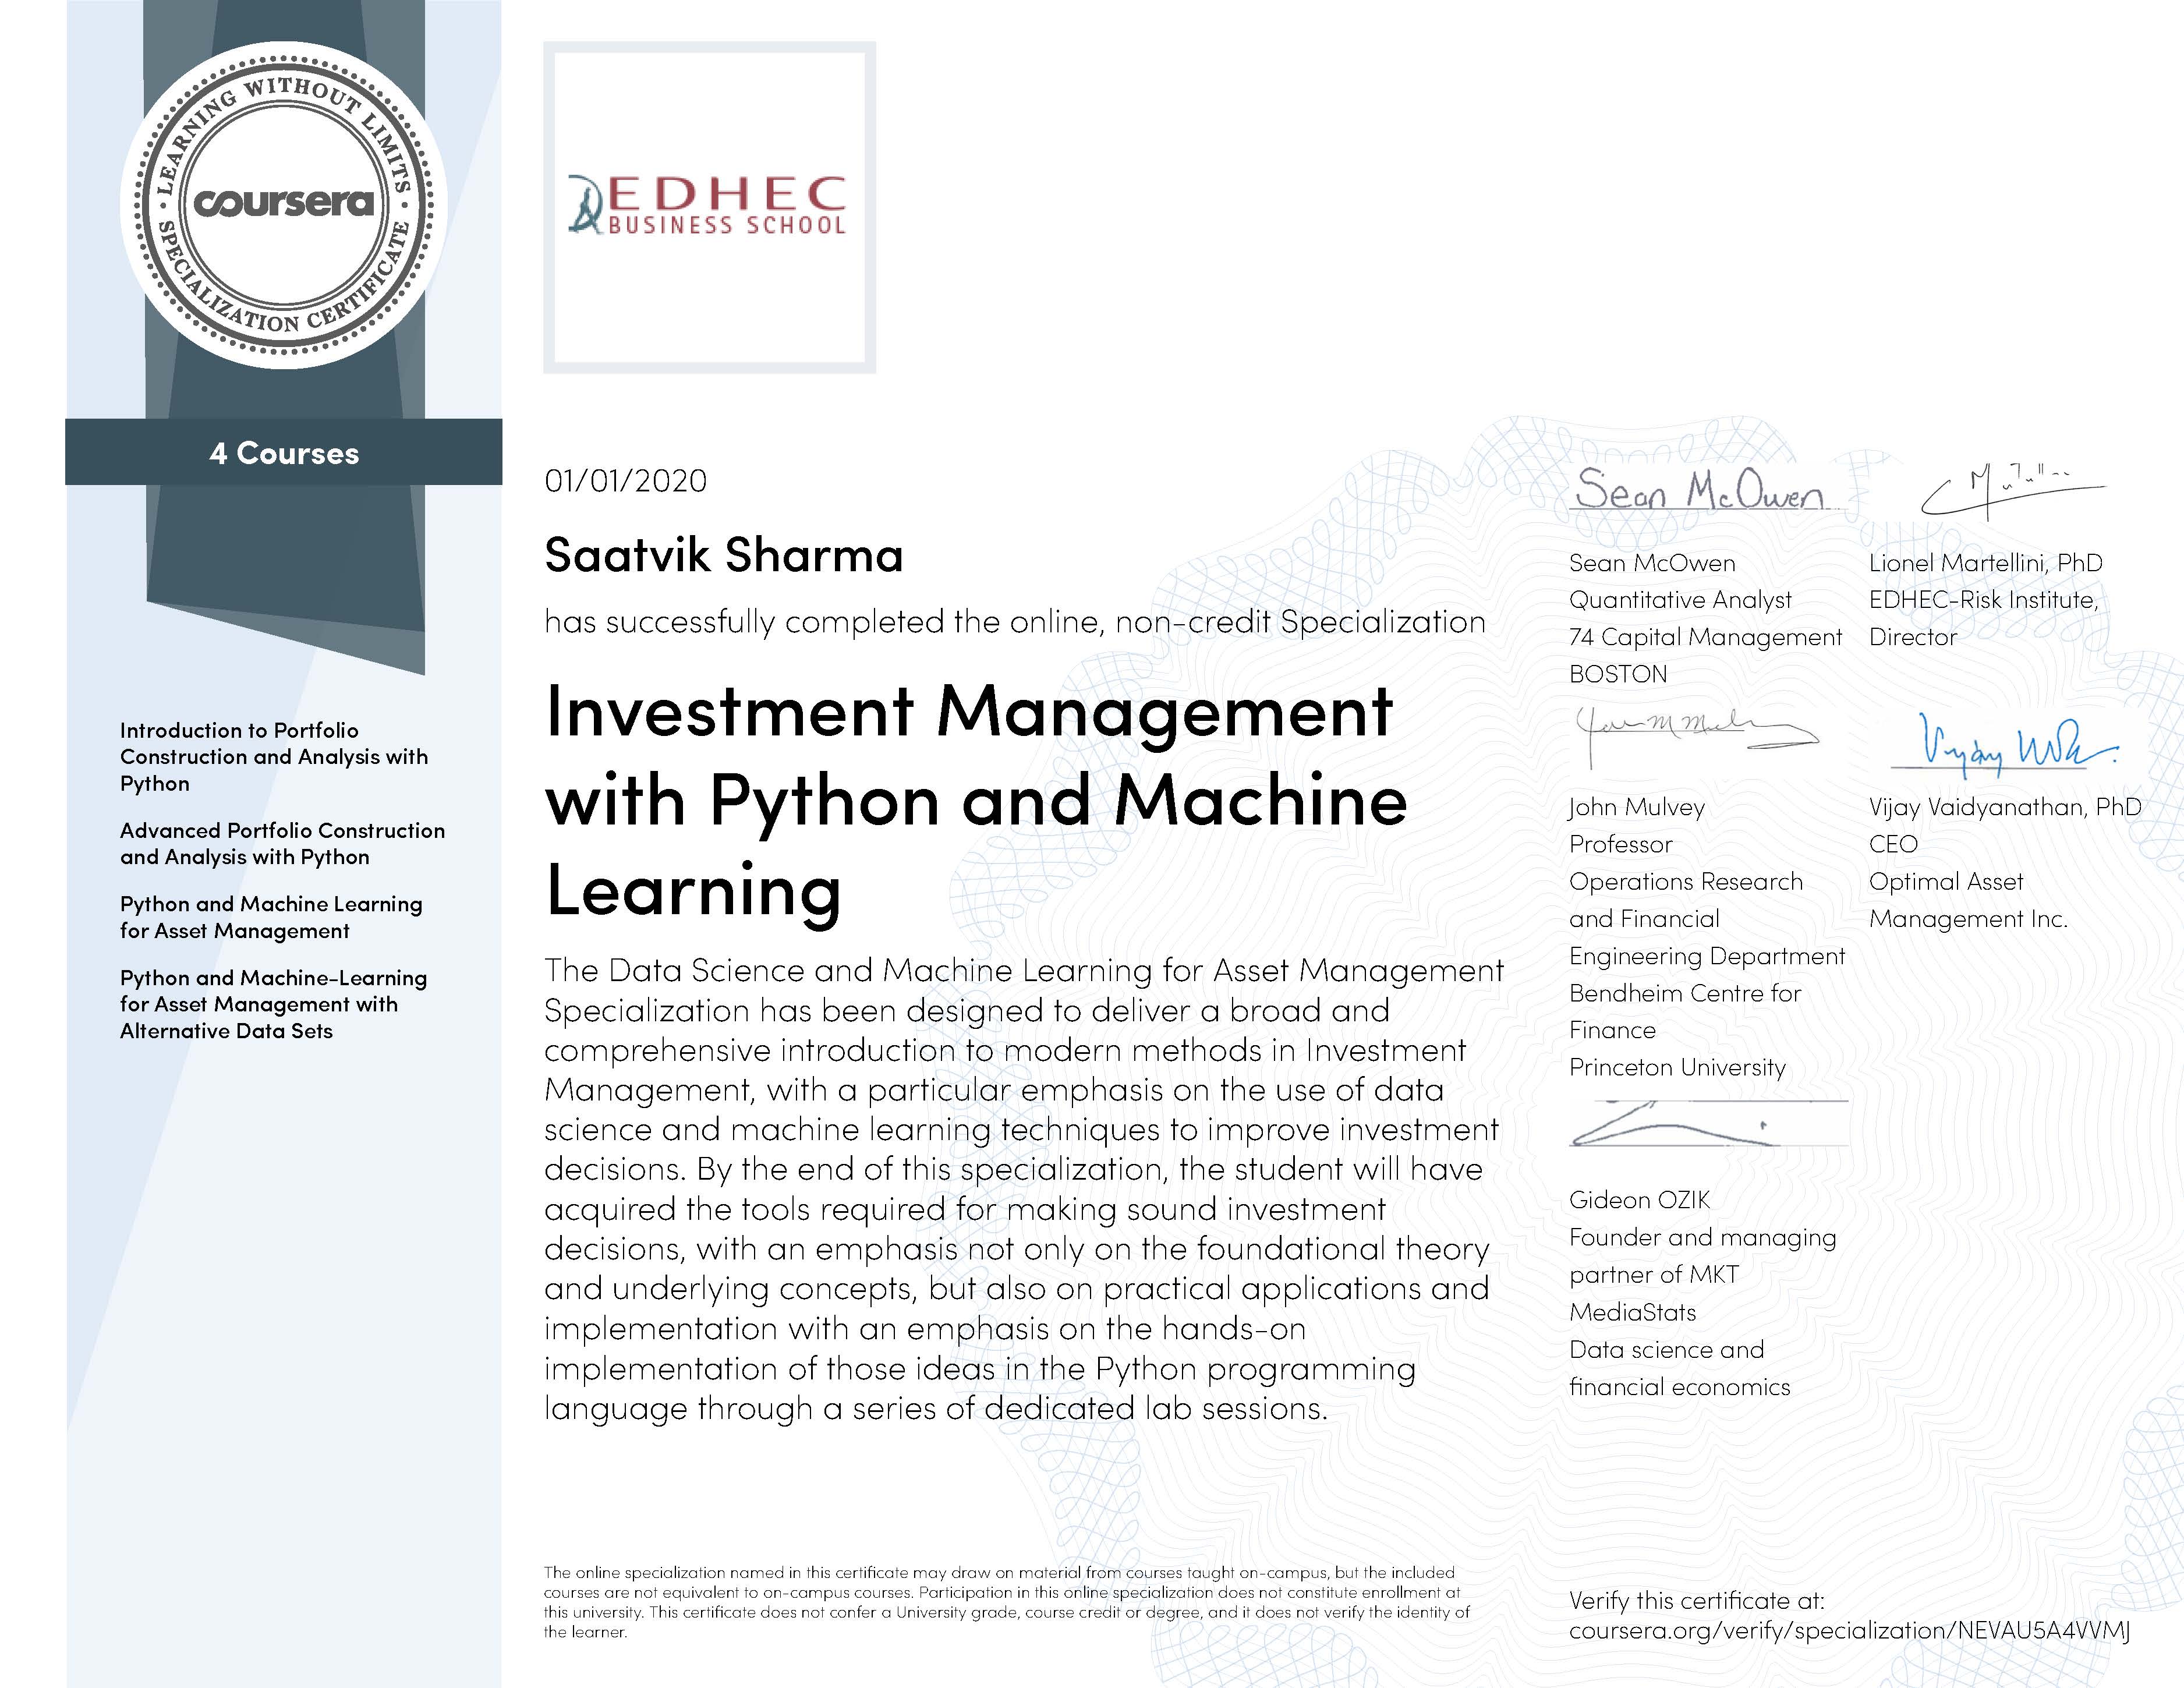 LEARNING WITHOUT LIMITS
coursera
SPECIALIZATION CERTIFICATE
4 Courses
Introduction to Portfolio
Construction and Analysis with
Python
Advanced Portfolio Construction
and Analysis with Python
Python and Machine Learning
for Asset Management
Python and Machine-Learning
for Asset Management with
Alternative Data Sets
EDHEC
BUSINESS SCHOOL
01/01/2020
Saatvik Sharma
has successfully completed the online, non-credit Specialization
Investment Management
with Python and Machine
Learning
The Data Science and Machine Learning for Asset Management
Specialization has been designed to deliver a broad and
comprehensive introduction to modern methods in Investment
Management, with a particular emphasis on the use of data
science and machine learning techniques to improve investment
decisions. By the end of this specialization, the student will have
acquired the tools required for making sound investment
decisions, with an emphasis not only on the foundational theory
and underlying concepts, but also on practical applications and
implementation with an emphasis on the hands-on
implementation of those ideas in the Python programming
language through a series of dedicated lab sessions.
The online specialization named in this certificate may draw on material from courses taught on-campus, but the included
courses are not equivalent to on-campus courses. Participation in this online specialization does not constitute enrollment at
this university. This certificate does not confer a University grade, course credit or degree, and it does not verify the identity of
the learner.
Sean McOwen
Sean McOwen
Quantitative Analyst
74 Capital Management
BOSTON
Lionel Martellini, PhD
EDHEC-Risk Institute,
Director
John Mulvey
Professor
Operations Research
and Financial
Engineering Department
Bendheim Centre for
Finance
Princeton University
Vijay
Vijay Vaidyanathan, PhD
CEO
Optimal Asset
Management Inc.
Gideon OZIK
Founder and managing
partner of MKT
MediaStats
Data science and
financial economics
Verify this certificate at:
coursera.org/verify/specialization/NEVAU5A4VVMJ